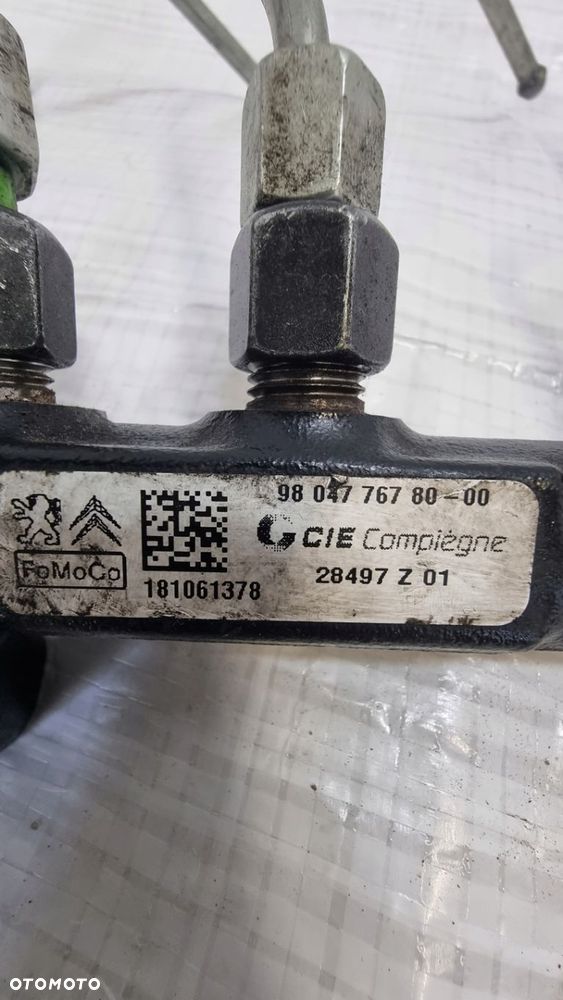 98 047 767 80-00
CIE Compiègne
28497 Z 01
FoMoCo
181061378
OTOMOTO